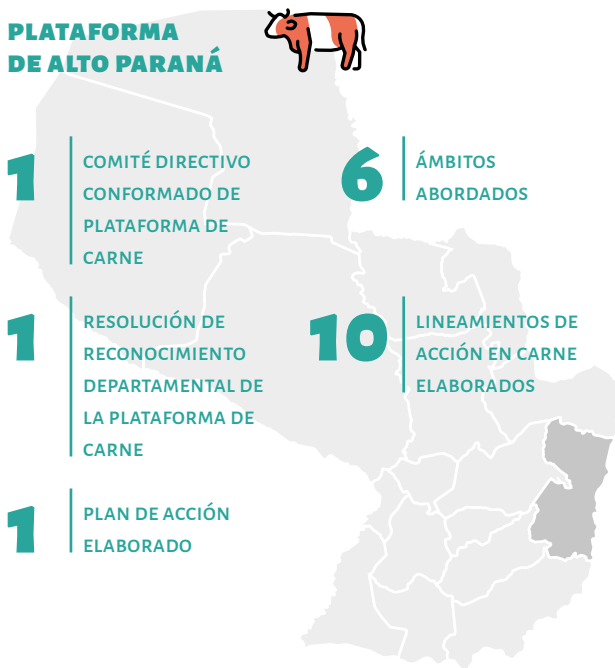 PLATAFORMA
DE ALTO PARANÁ
1
COMITÉ DIRECTIVO
CONFORMADO DE
PLATAFORMA DE
CARNE
1
RESOLUCIÓN DE
RECONOCIMIENTO
DEPARTAMENTAL DE
LA PLATAFORMA DE
CARNE
1
PLAN DE ACCIÓN
ELABORADO
6
ÁMBITOS
ABORDADOS
10
LINEAMIENTOS DE
ACCIÓN EN CARNE
ELABORADOS